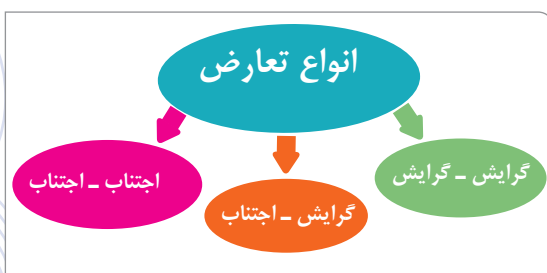 انواع تعارض
گرایش ـ گرایش
گرایش ـ اجتناب
اجتناب ـ اجتناب